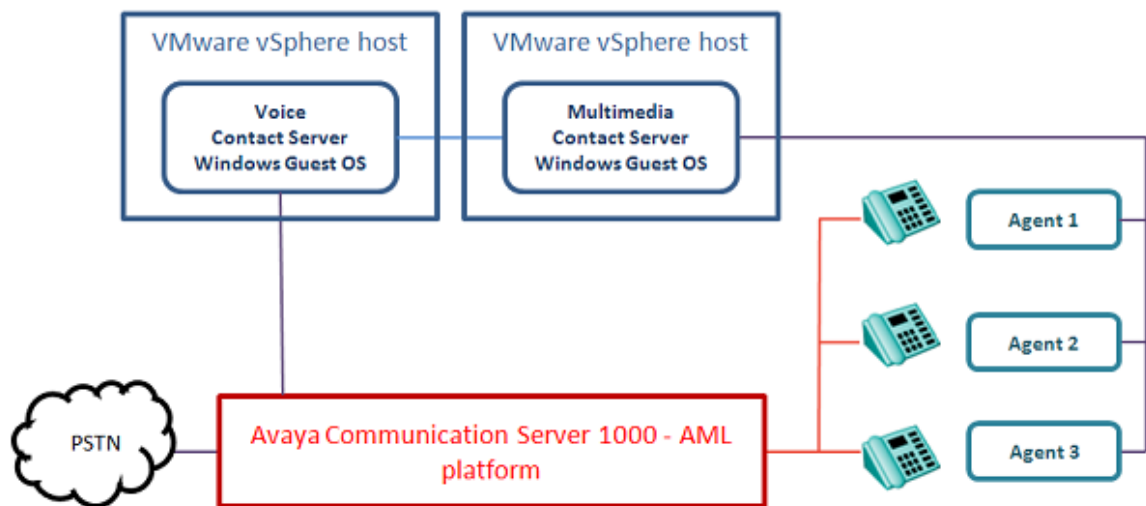 VMware vSphere host
VMware vSphere host
Voice
Contact Server
Windows Guest OS
Multimedia
Contact Server
Windows Guest OS
Agent 1
Agent 2
Agent 3
PSTN
Avaya Communication Server 1000 - AML
platform